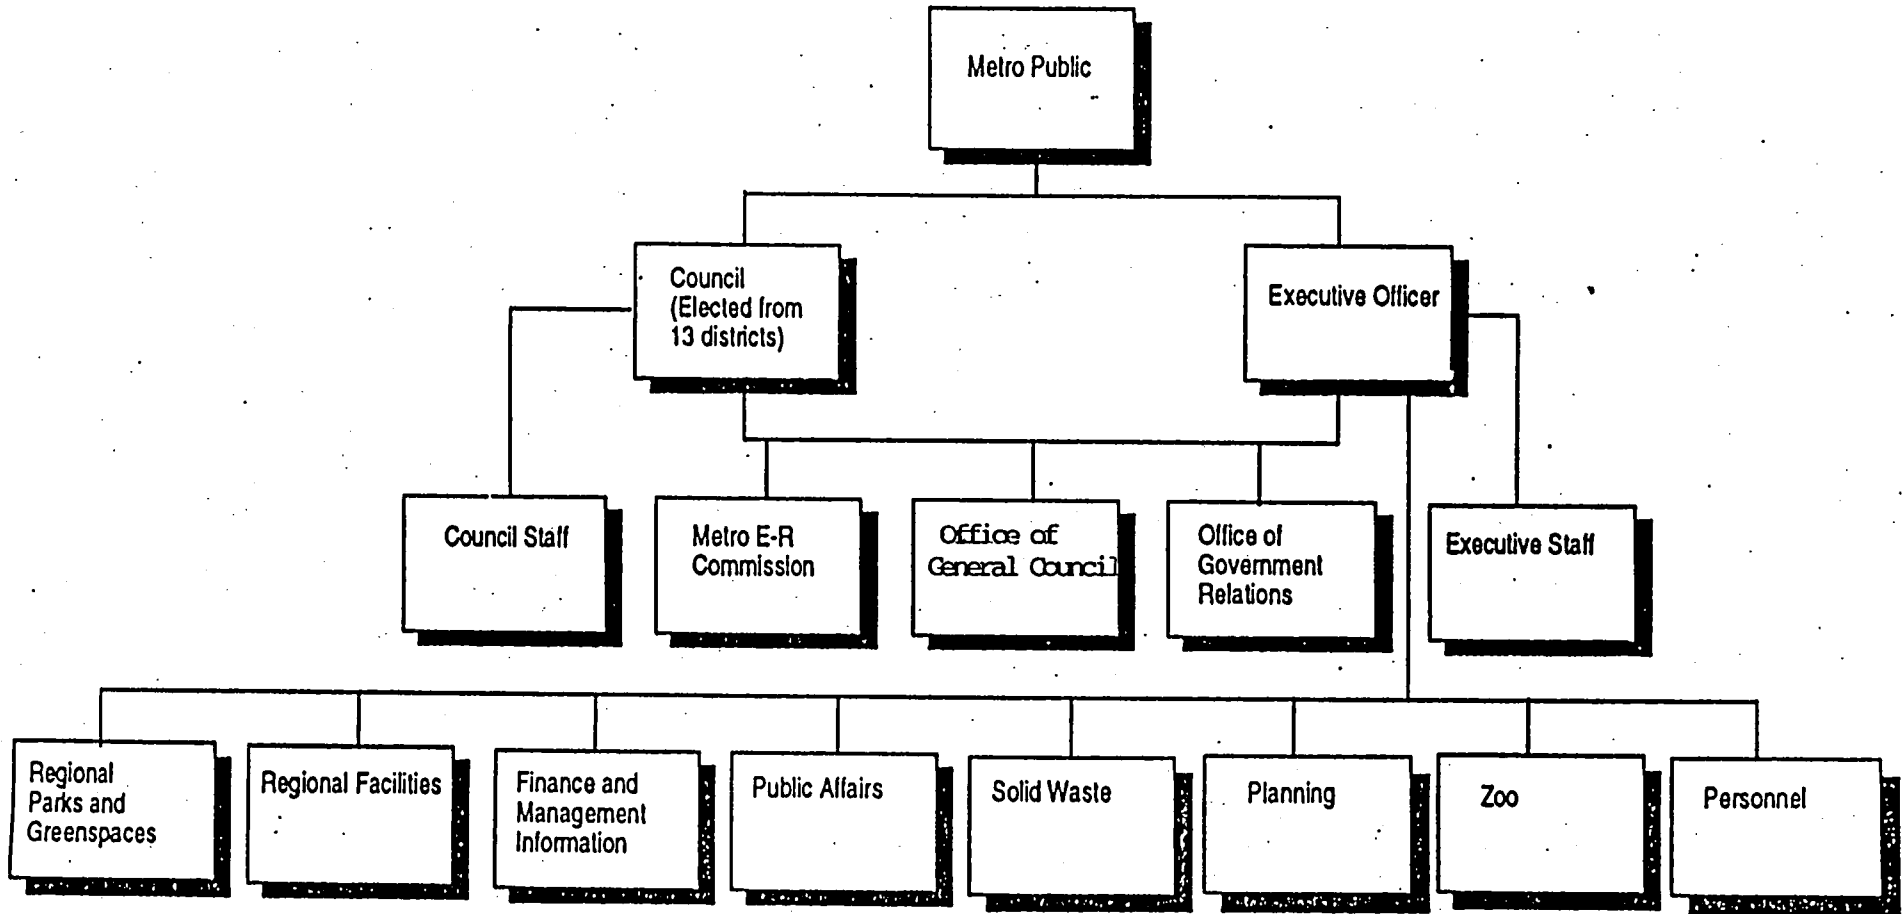 Metro Public
Council
(Elected from
13 districts)
Executive Officer
Council Staff
Metro E-R
Commission
Office of
General Council
Office of
Government
Relations
Executive Staff
Regional
Parks and
Greenspaces
Regional Facilities
Finance and
Management
Information
Public Affairs
Solid Waste
Planning
Zoo
Personnel